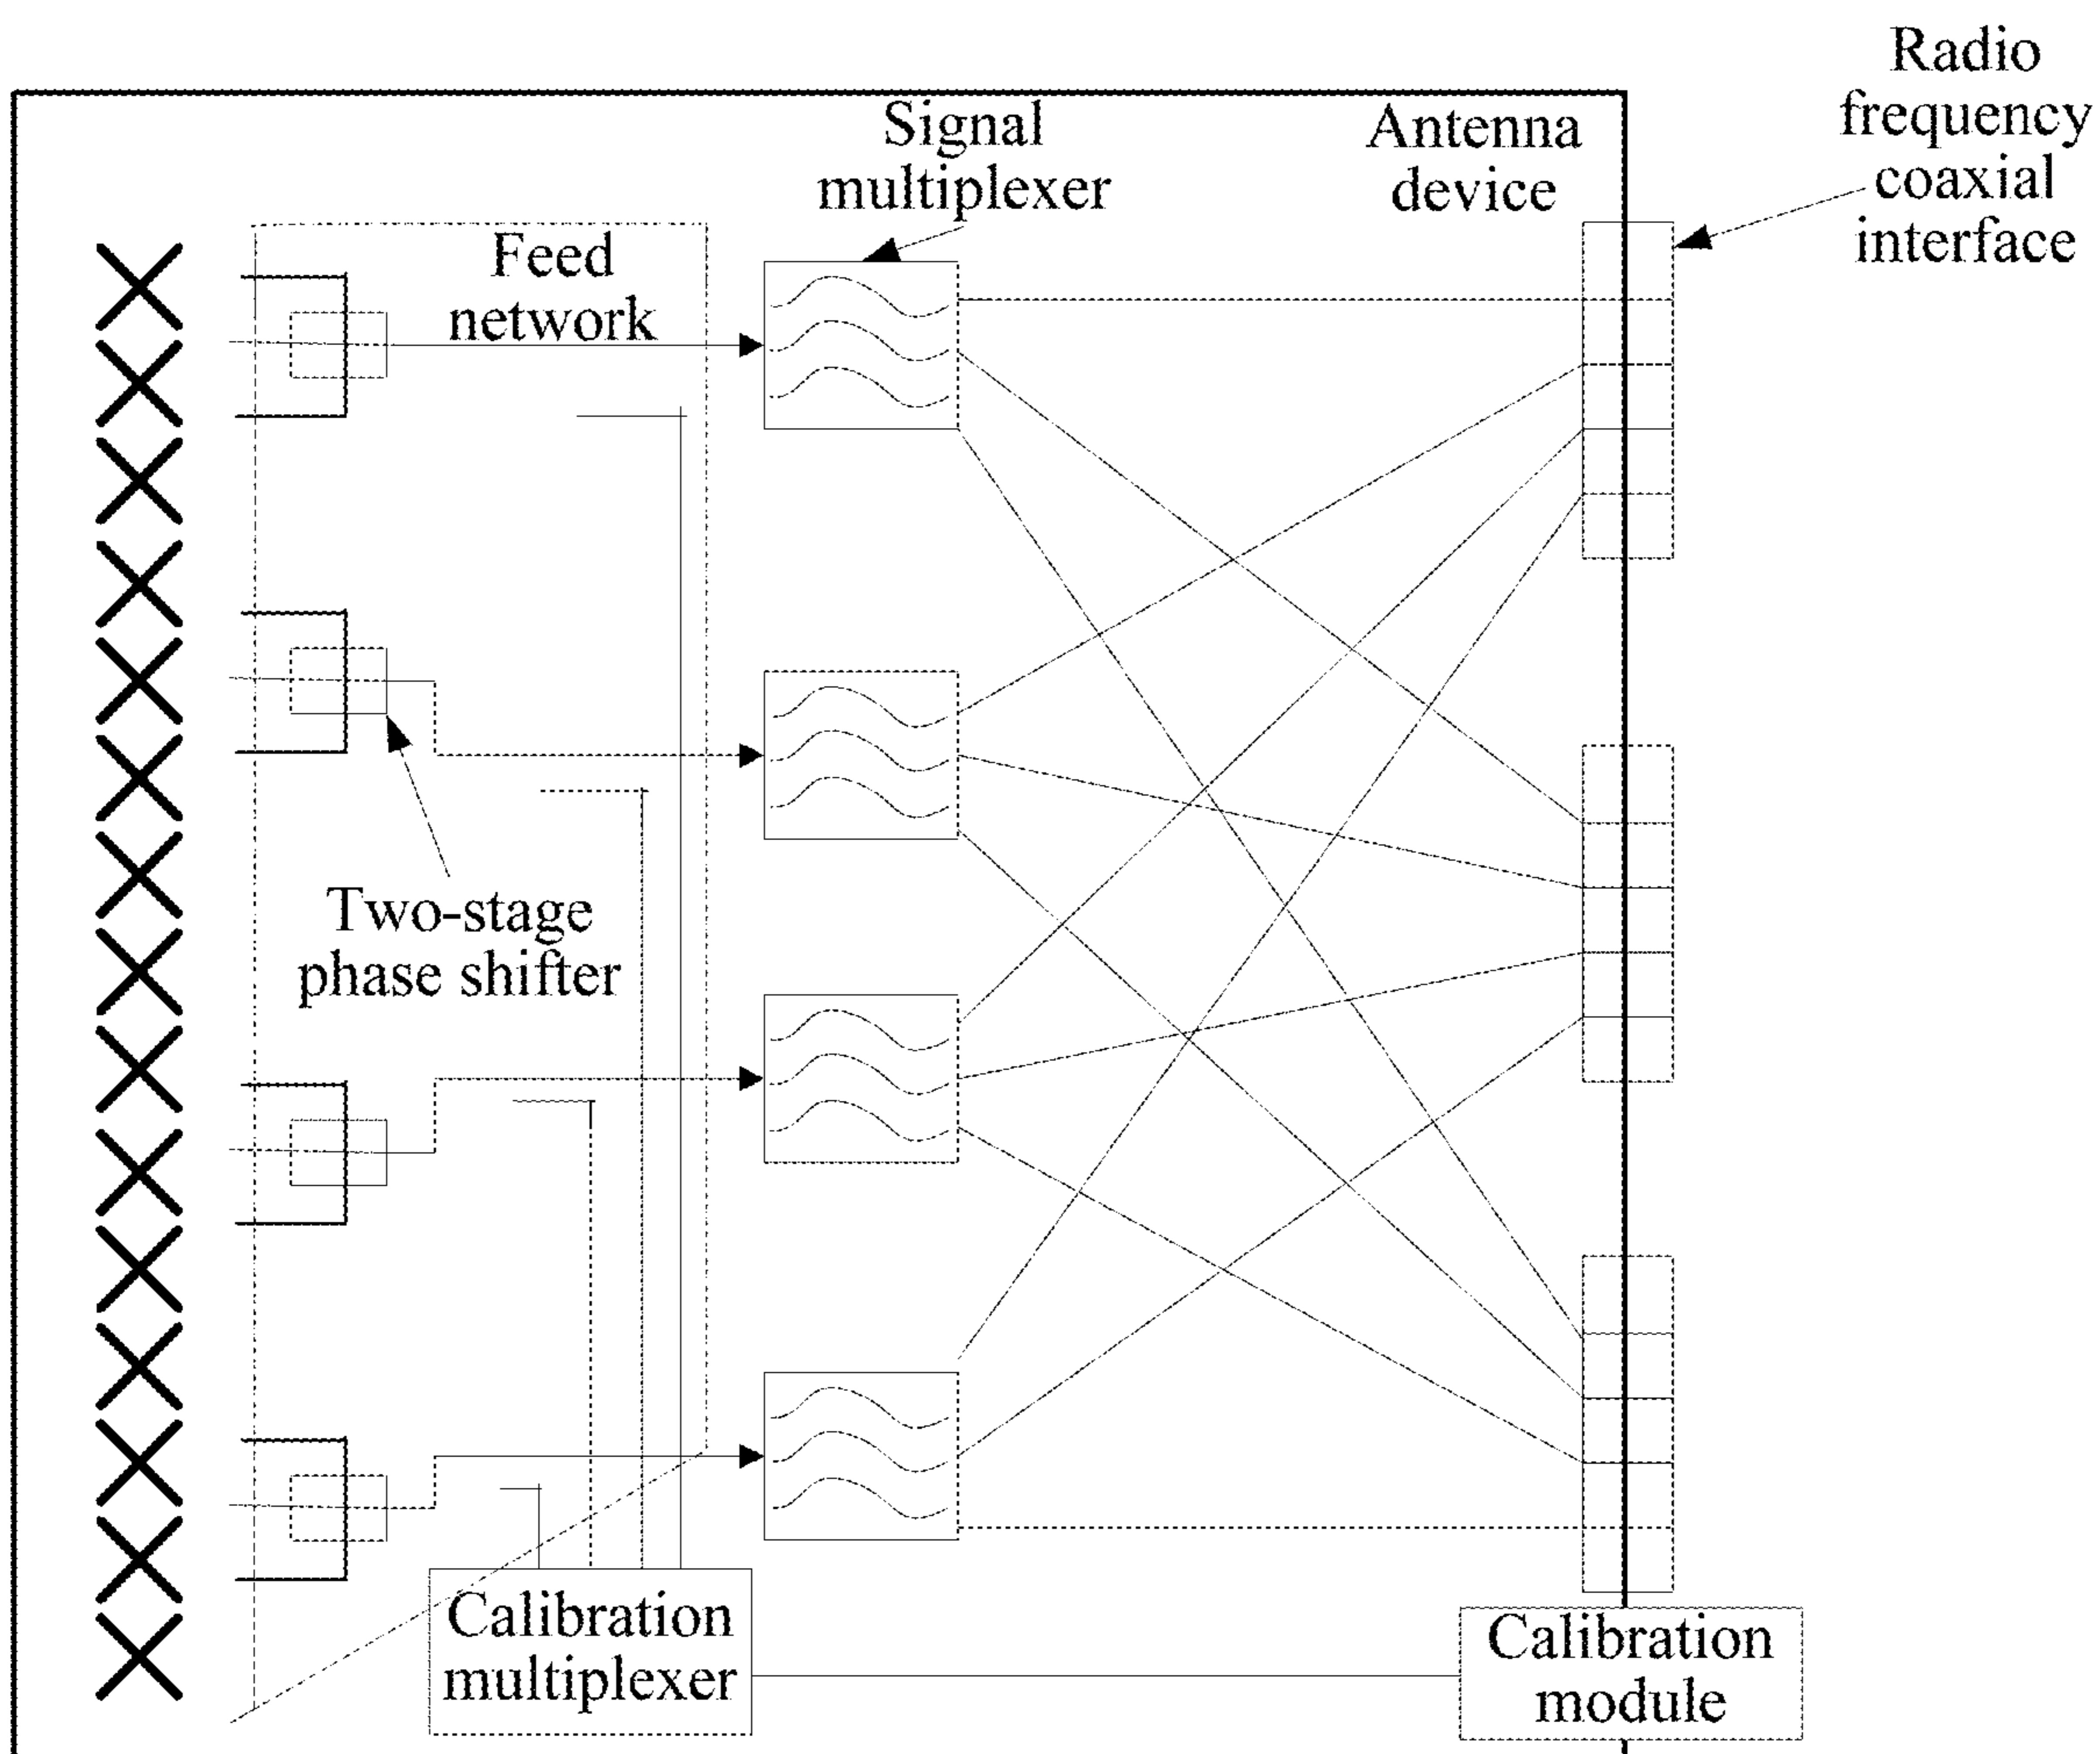 Radio
frequency
coaxial
interface
Signal
multiplexer
Antenna
device
Feed
network
Two-stage
phase shifter
Calibration
multiplexer
Calibration
module